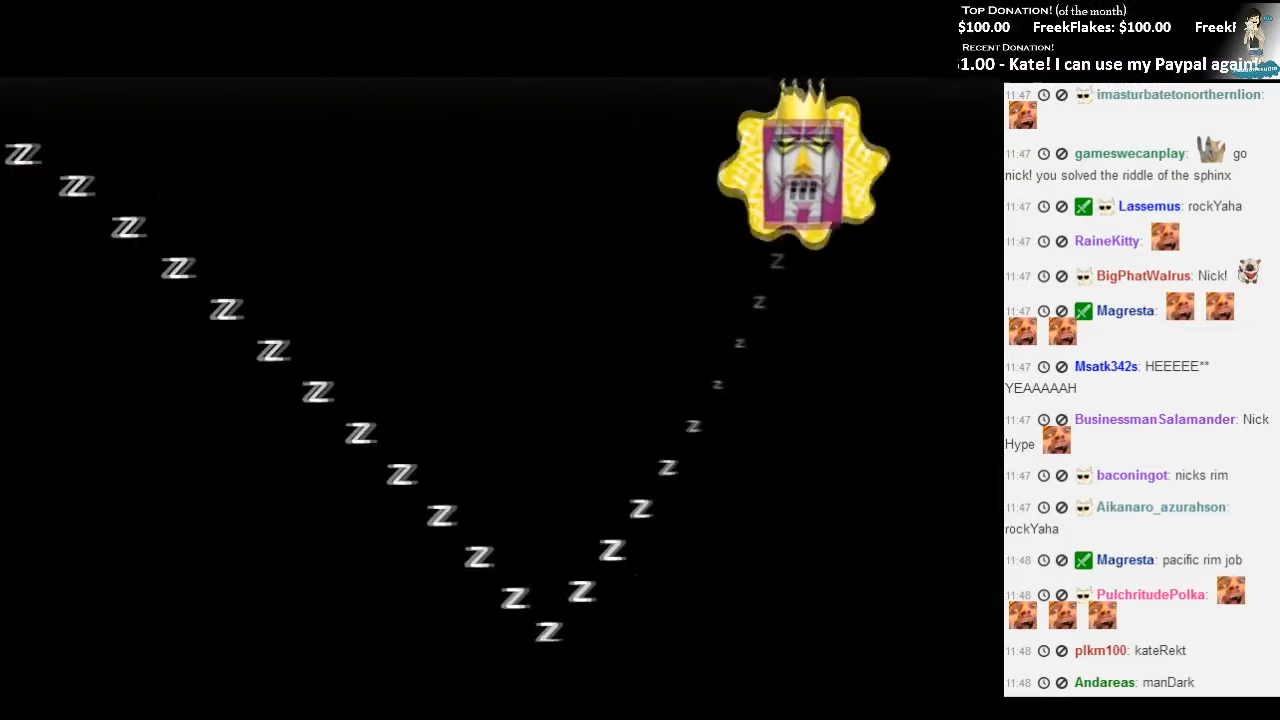 Top Donation! (of the month)
$100.00 FreekFlakes: $100.00 Freekf
Recent Donation!
$1.00 - Kate! I can use my Paypal again!
11:47 imasturbatetonorthernlion:
11:47 gameswecanplay: go
nick! you solved the riddle of the sphinx
11:47 Lassemus: rockYaha
11:47 RaineKitty:
11:47 BigPhatWalrus: Nick!
11:47 Magresta:
11:47 Msatk342s: HEEEEE**
YEAAAAAH
11:47 BusinessmanSalamander: Nick
Hype
11:47 baconingot: nicks rim
11:47 Aikanaro_azurahson:
rockYaha
11:48 Magresta: pacific rim job
11:48 PulchritudePolka:
11:48 plkm100: kateRekt
11:48 Andareas: manDark
Z Z Z Z Z Z Z Z Z Z Z Z Z Z Z Z Z Z Z Z Z Z